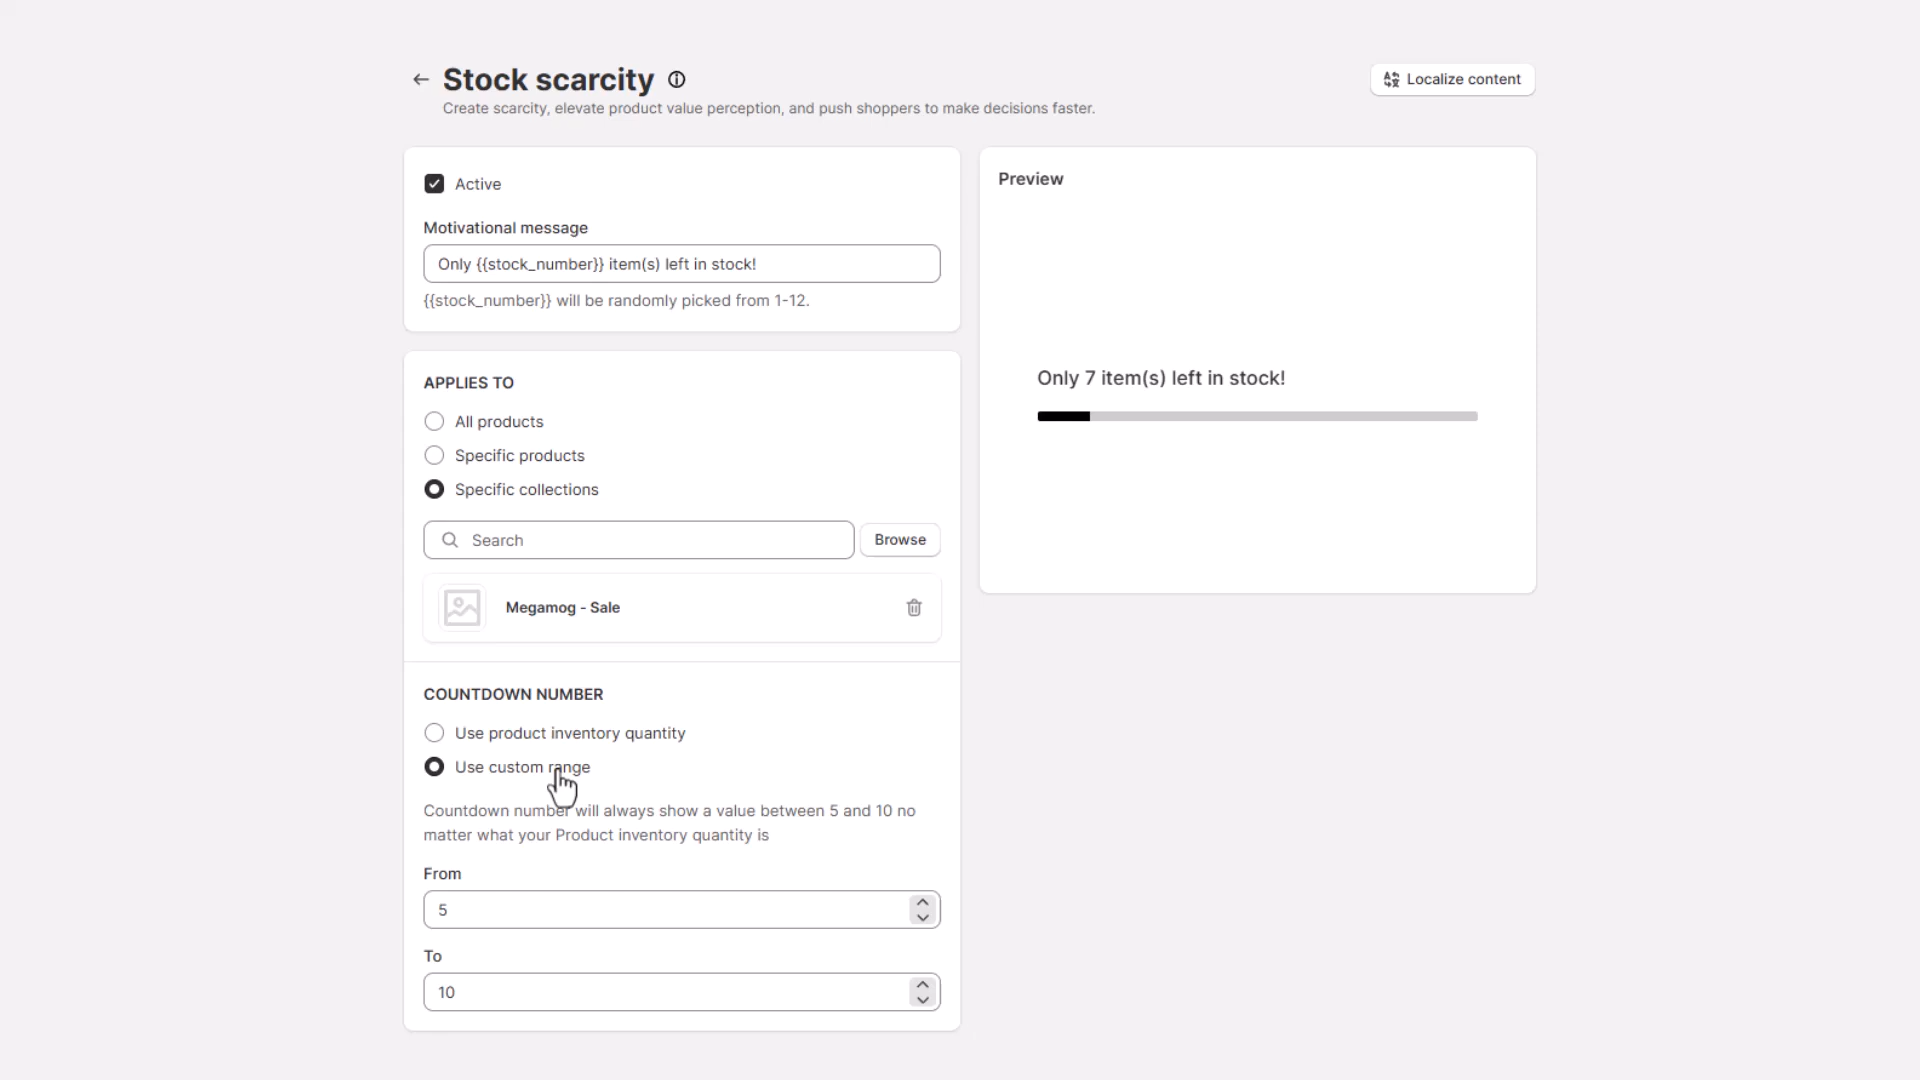 Stock scarcity
Localize content
Create scarcity, elevate product value perception, and push shoppers to make decisions faster.
Active
Motivational message
Only {{stock_number}} item(s) left in stock!
{{stock_number}} will be randomly picked from 1-12.
APPLIES TO
All products
Specific products
Specific collections
Search
Browse
Megamog - Sale
COUNTDOWN NUMBER
Use product inventory quantity
Use custom range
Countdown number will always show a value between 5 and 10 no
matter what your Product inventory quantity is
From
5
To
10
Preview
Only 7 item(s) left in stock!